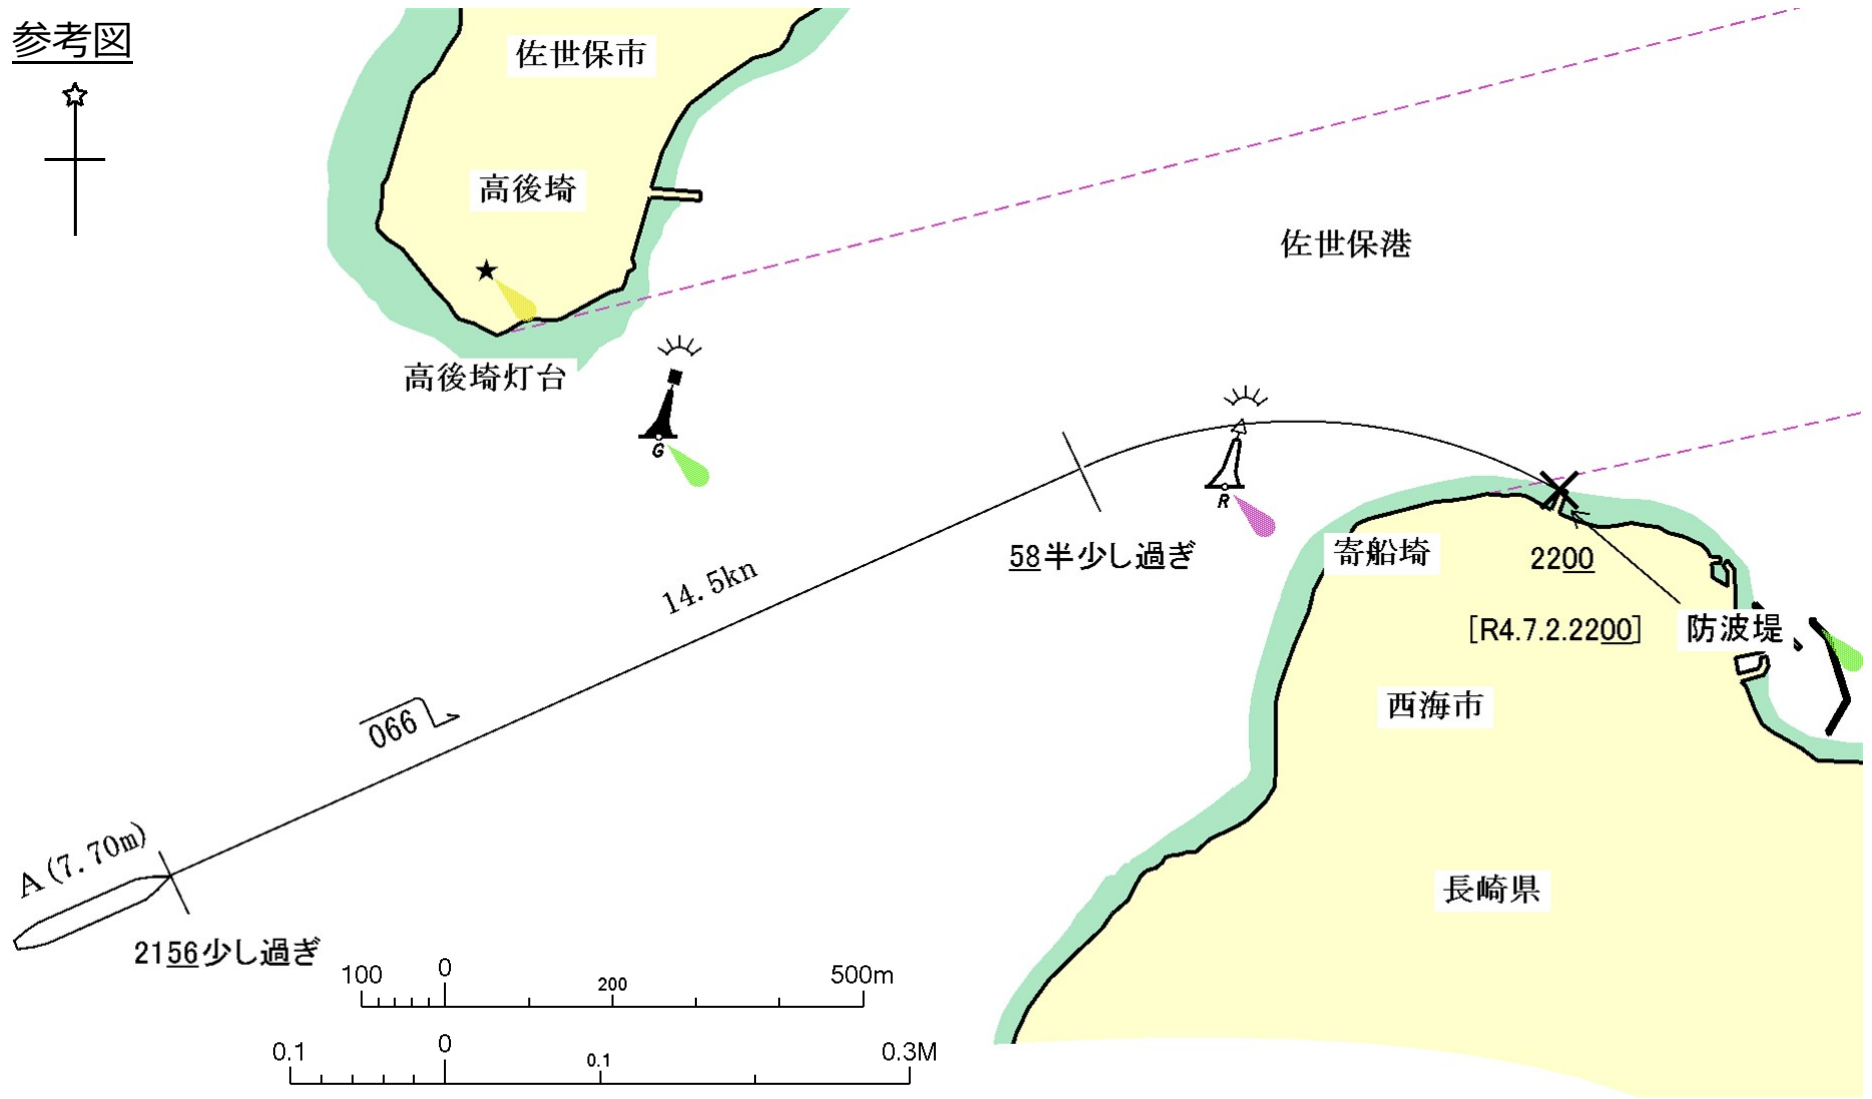 参考図
佐世保市
高後埼
佐世保港
高後埼灯台
G
R
58半少し過ぎ
寄船埼
2200
14.5kn
[R4.7.2.2200]
防波堤
066
西海市
A(7.70m)
長崎県
2156少し過ぎ
100 0 200 500m
0.1 0 0.1 0.3M